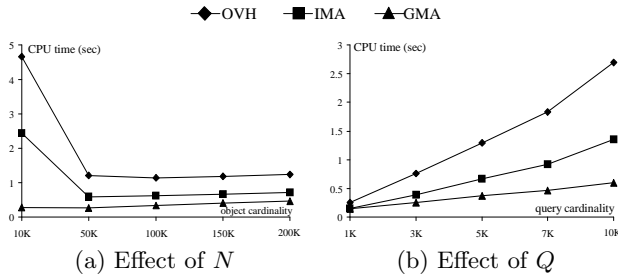 OVH IMA GMA
CPU time (sec)
5
4
3
2
1
0
10K 50K 100K 150K 200K
object cardinality
(a) Effect of N
CPU time (sec)
3
2.5
2
1.5
1
0.5
0
1K 3K 5K 7K 10K
query cardinality
(b) Effect of Q